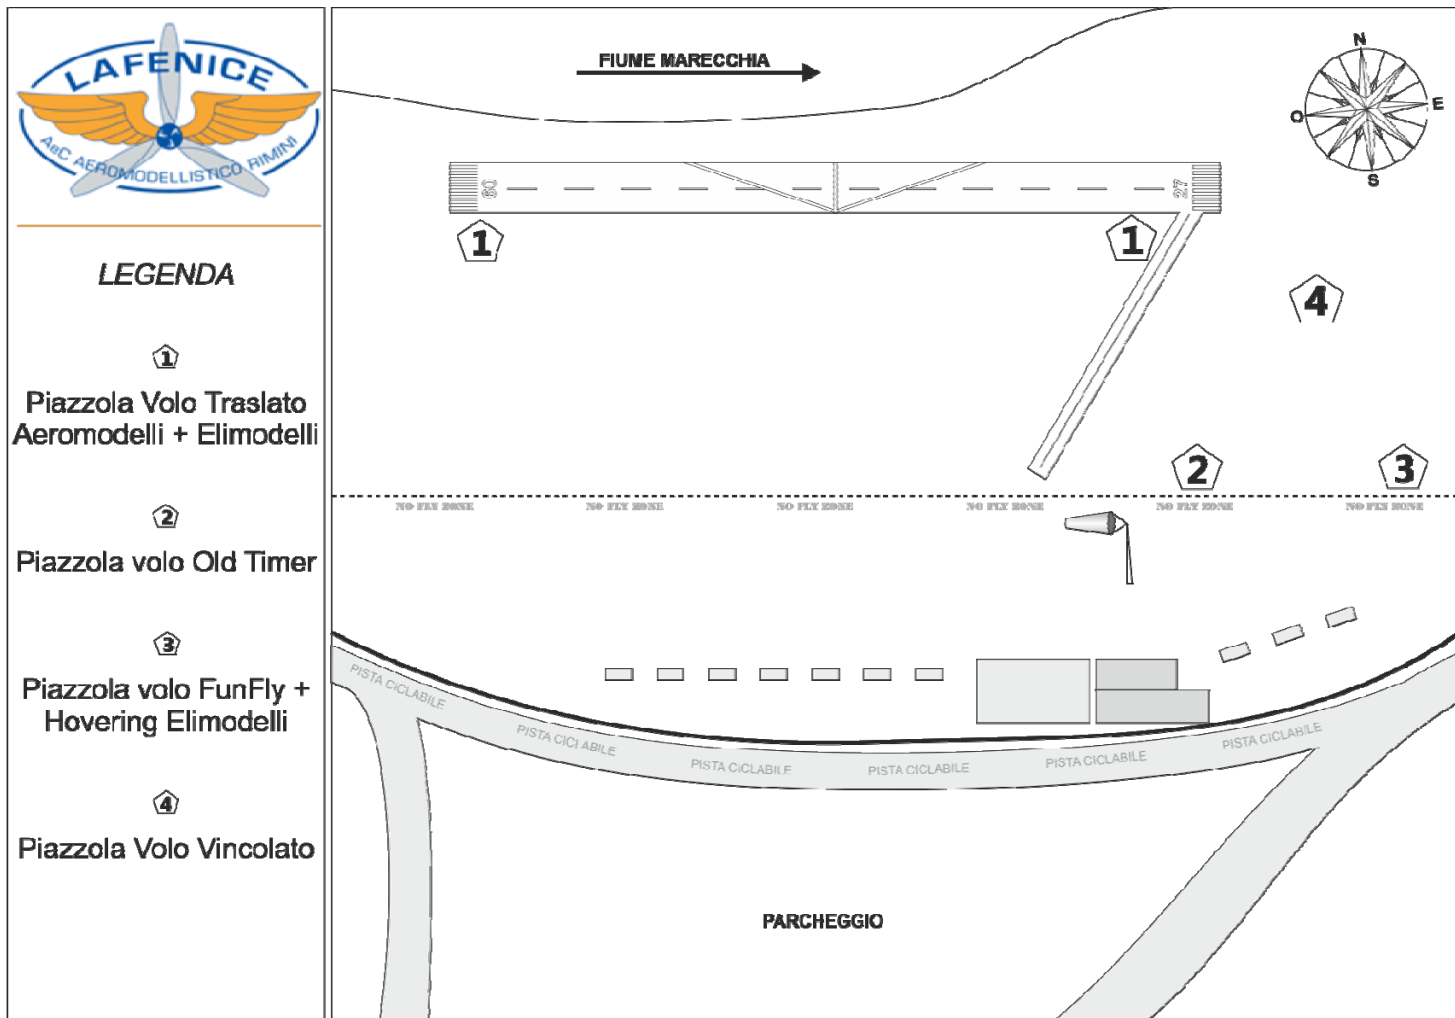 LAFENICE
AeC AEROMODELLISTICO RIMINI
LEGENDA
1
Piazzola Volo Traslato
Aeromodelli + Elimodelli
2
Piazzola volo Old Timer
3
Piazzola volo FunFly +
Hovering Elimodelli
4
Piazzola Volo Vincolato
FIUME MARECCHIA
N
E
O
S
09
27
1
1
4
2
3
NO FLY ZONE
NO FLY ZONE
NO FLY ZONE
NO FLY ZONE
NO FLY ZONE
NO FLY ZONE
PISTA CICLABILE
PISTA CICLABILE
PISTA CICLABILE
PISTA CICLABILE
PISTA CICLABILE
PISTA CICLABILE
PARCHEGGIO